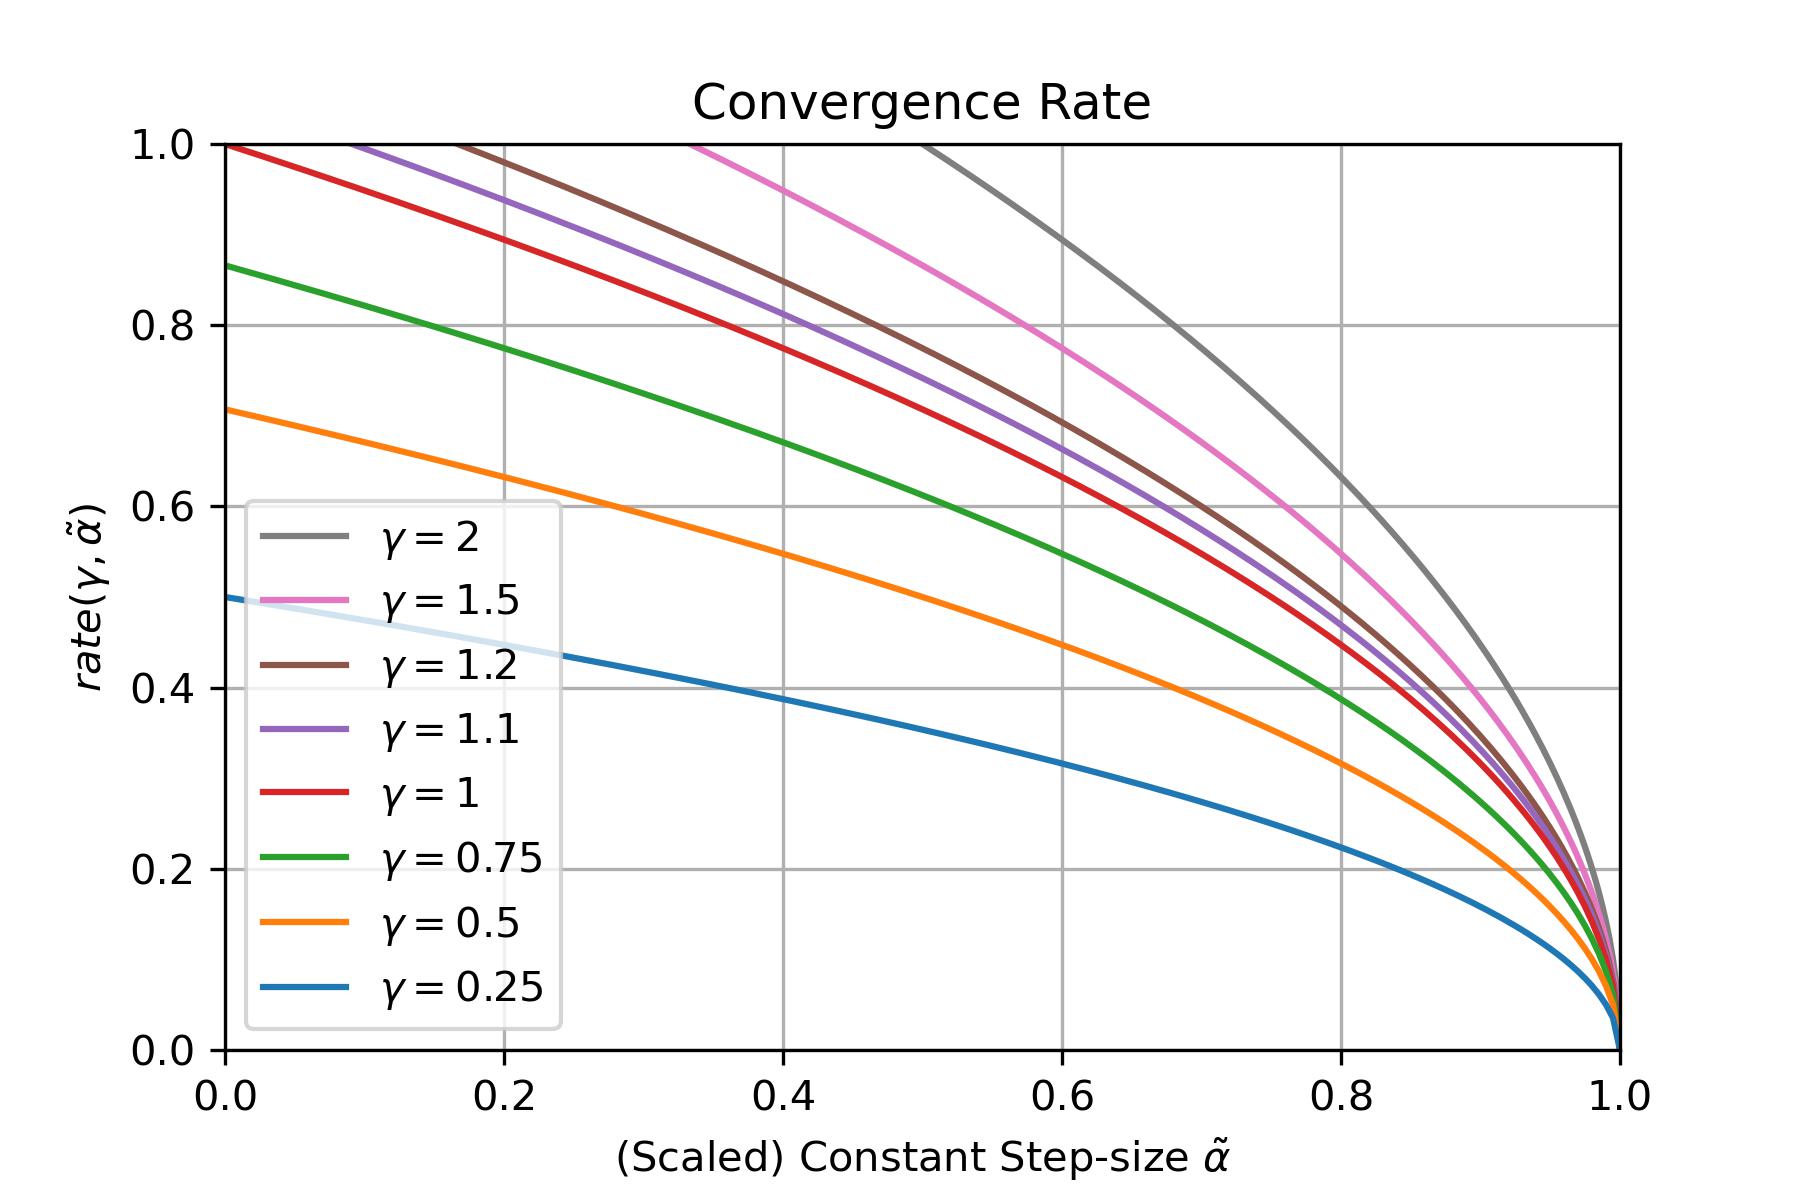 Convergence Rate
rate(γ, α̃)
1.0
0.8
0.6
0.4
0.2
0.0
γ = 2
γ = 1.5
γ = 1.2
γ = 1.1
γ = 1
γ = 0.75
γ = 0.5
γ = 0.25
0.0 0.2 0.4 0.6 0.8 1.0
(Scaled) Constant Step-size α̃